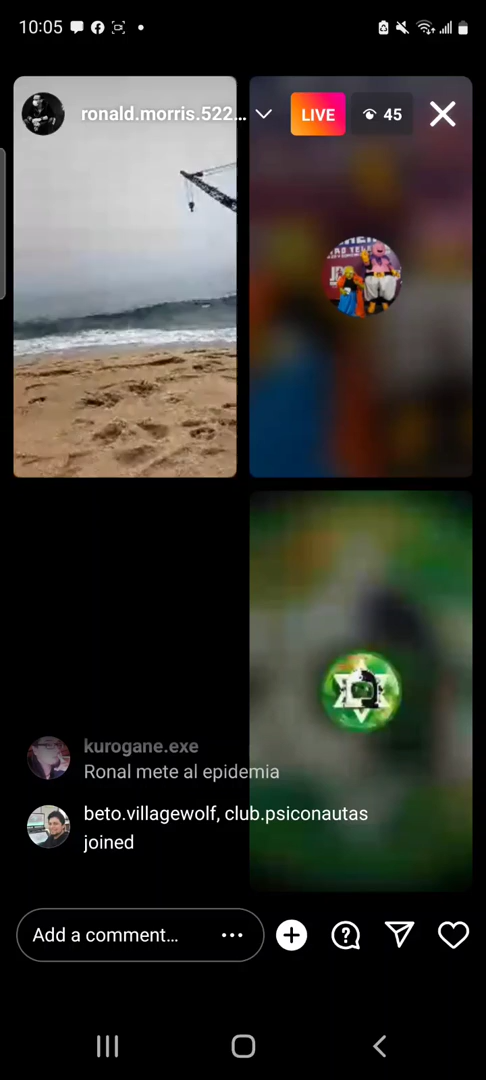 10:05
ronald.morris.522...
LIVE
45
kurogane.exe
Ronal mete al epidemia
beto.villagewolf, club.psiconautas
joined
Add a comment...